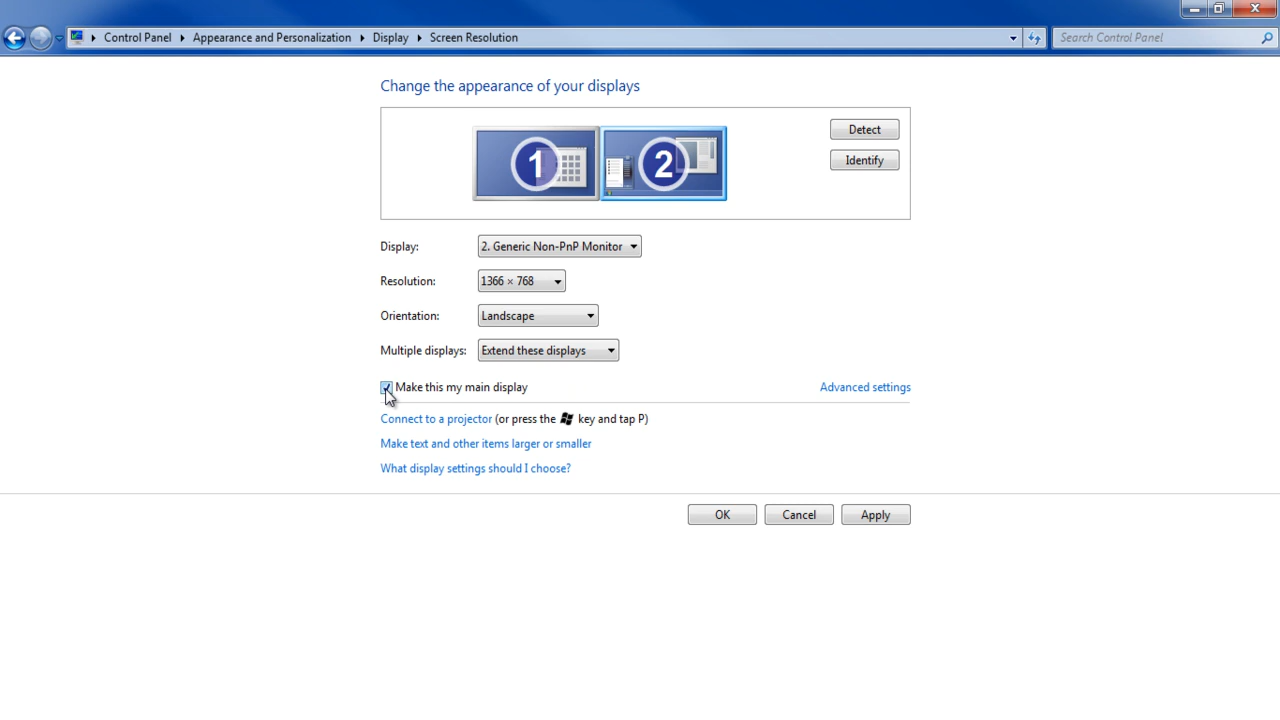 Control Panel Appearance and Personalization Display Screen Resolution Search Control Panel
Change the appearance of your displays
1 2
Detect
Identify
Display: 2. Generic Non-PnP Monitor
Resolution: 1366 × 768
Orientation: Landscape
Multiple displays: Extend these displays
Make this my main display Advanced settings
Connect to a projector (or press the key and tap P)
Make text and other items larger or smaller
What display settings should I choose?
OK Cancel Apply